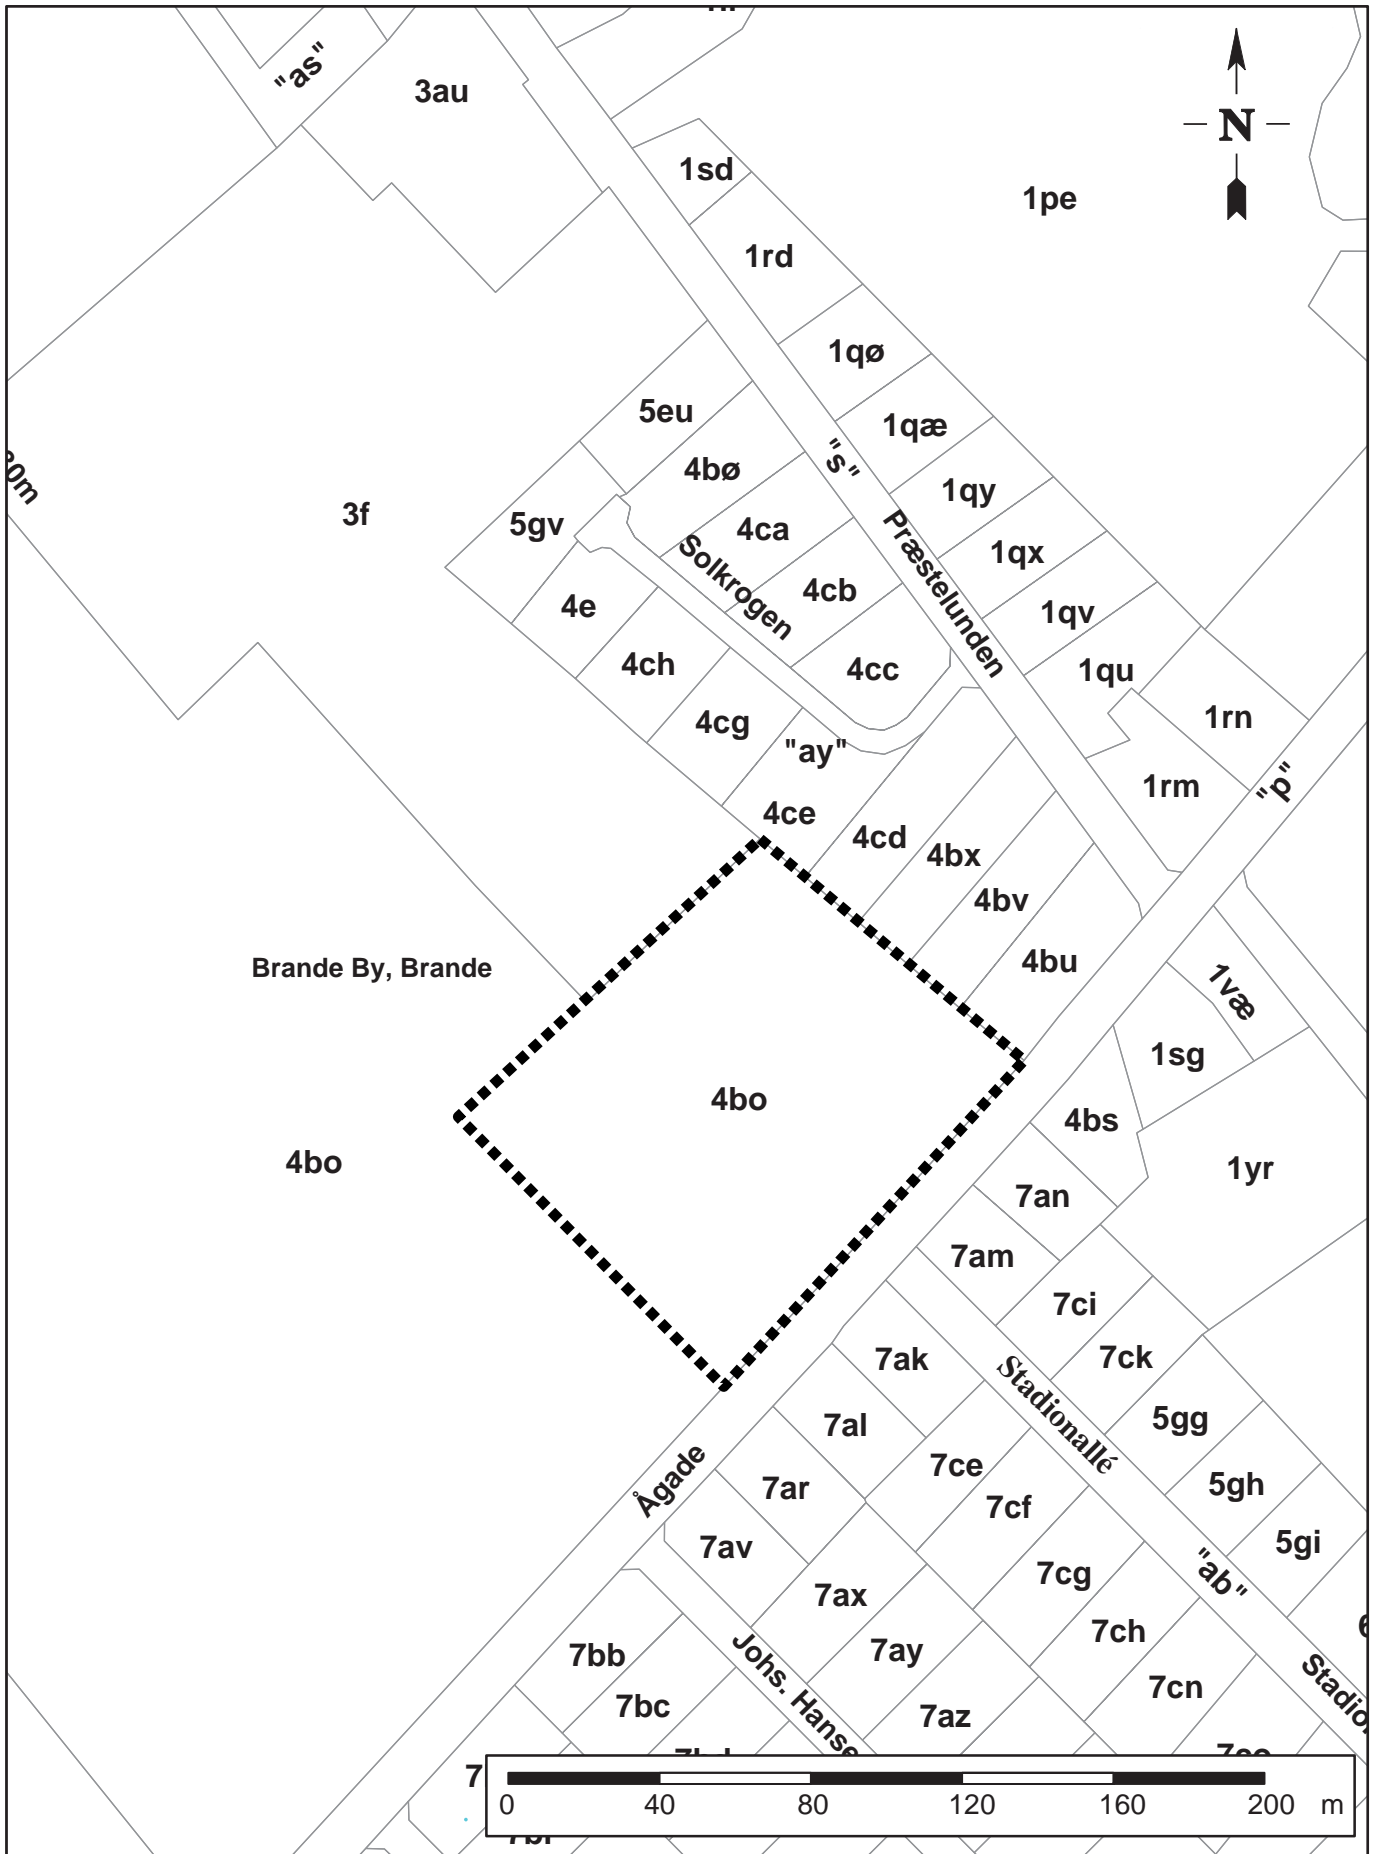 "as"
3au
N
1sd
1pe
1rd
1qø
5eu
1qæ
4bø
"s"
1qy
3f
5gv
4ca
Præstelunden
1qx
Solkrogen
4cb
4e
1qv
4ch
4cc
1qu
4cg
"ay"
1rn
"p"
1rm
4ce
4cd
4bx
4bv
4bu
Brande By, Brande
1væ
1sg
4bo
4bs
4bo
1yr
7an
7am
7ci
7ak
7ck
Stadionallé
5gg
7al
7ce
5gh
Ågade
7ar
7cf
5gi
7av
7cg
"ab"
7ax
7ch
7bb
Johs. Hanse
7ay
7cn
Stadion
7bc
7az
7
0 40 80 120 160 200 m